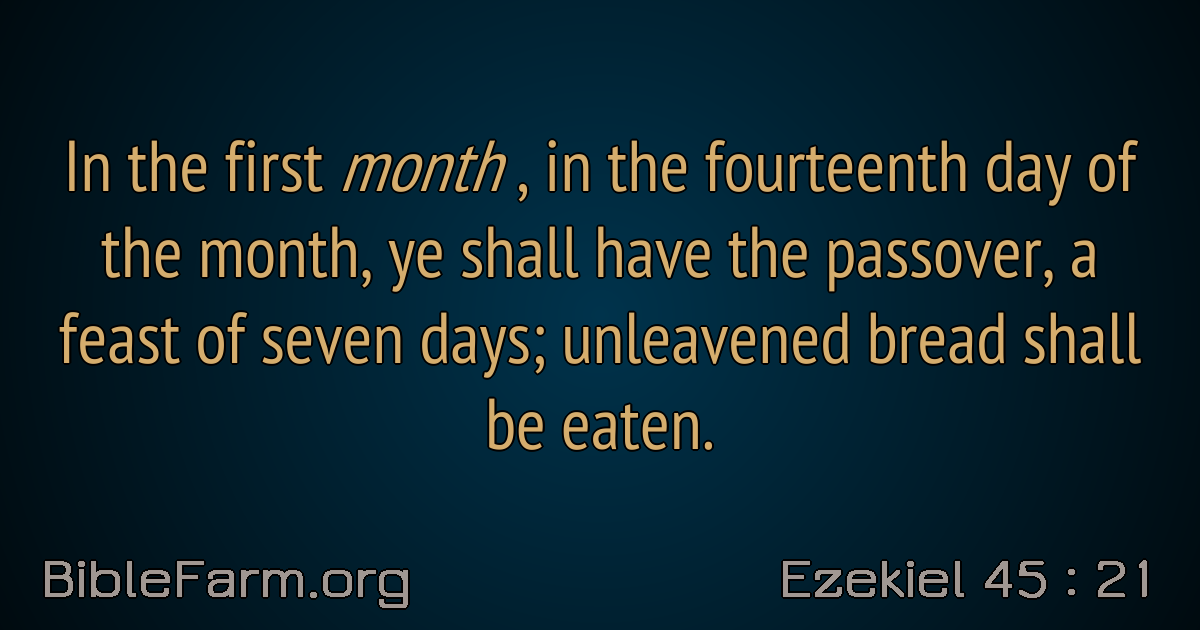 In the first month , in the fourteenth day of
the month, ye shall have the passover, a
feast of seven days; unleavened bread shall
be eaten.
BibleFarm.org
Ezekiel 45 : 21